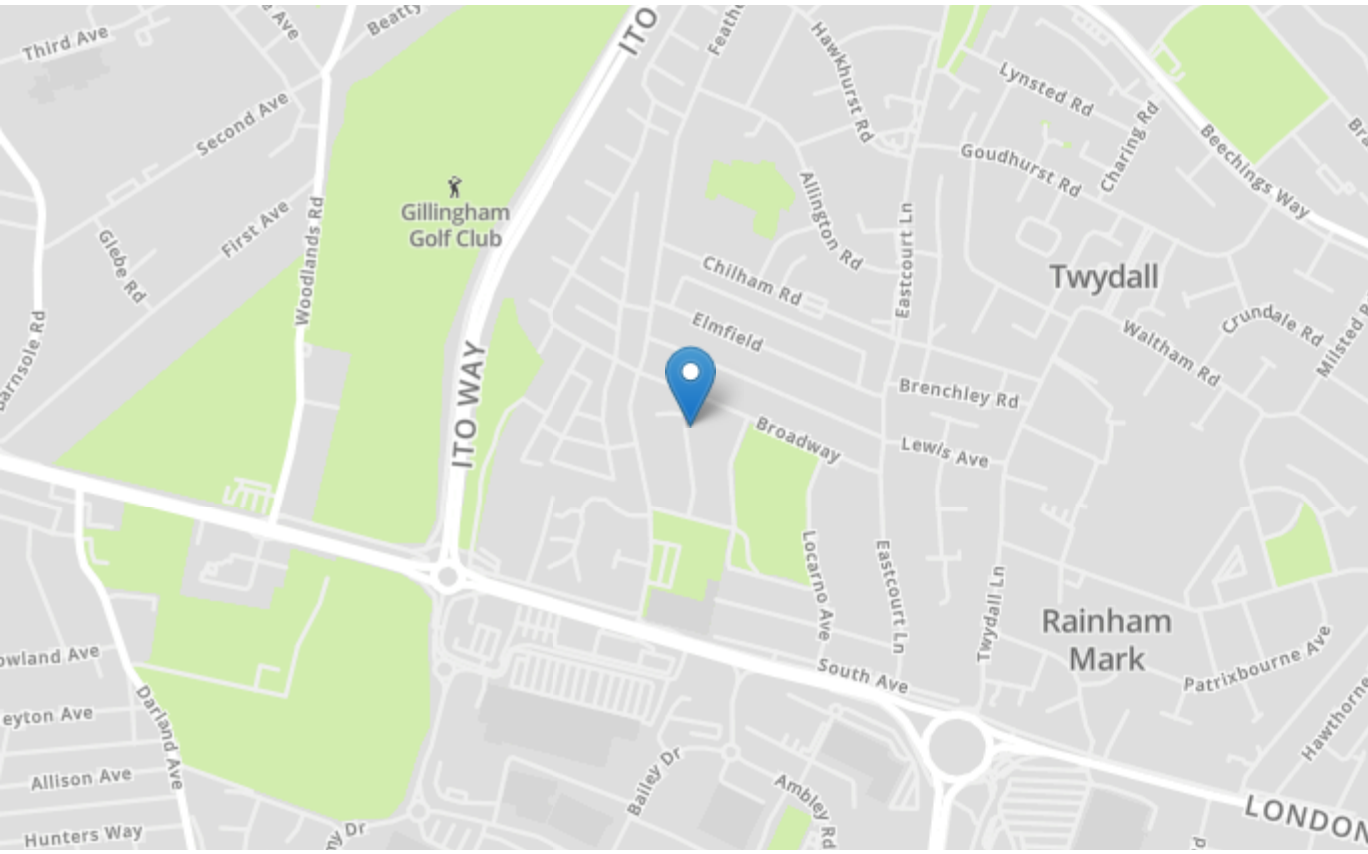 Third Ave
Beatty
Ave
ITO
Hawkhurst Rd
Lynsted Rd
Charing Rd
Second Ave
Goudhurst Rd
Beechings Way
Gillingham
Golf Club
Allington Rd
First Ave
Glebe Rd
Woodlands Rd
Eastcourt Ln
Chilham Rd
Twydall
Elmfield
Waltham Rd
Crundale Rd
Barnsole Rd
ITO WAY
Brenchley Rd
Broadway
Lewis Ave
Locarno Ave
Eastcourt Ln
Twydall Ln
Rainham
Mark
Patrixbourne Ave
South Ave
Darland Ave
eyton Ave
Allison Ave
Hunters Way
Bailey Dr
Ambley Rd
Hawthorne
LONDON